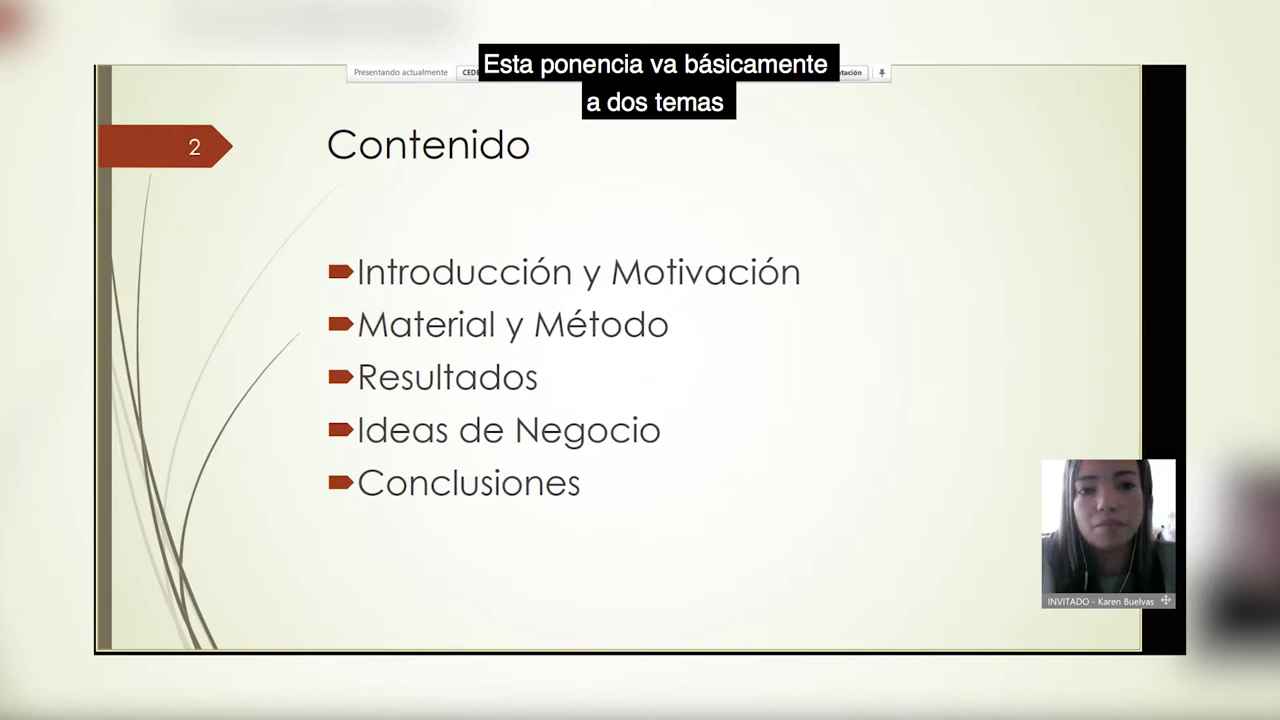 Esta ponencia va básicamente
a dos temas
Presentando actualmente
2
Contenido
Introducción y Motivación
Material y Método
Resultados
Ideas de Negocio
Conclusiones
INVITADO - Karen Buelvas